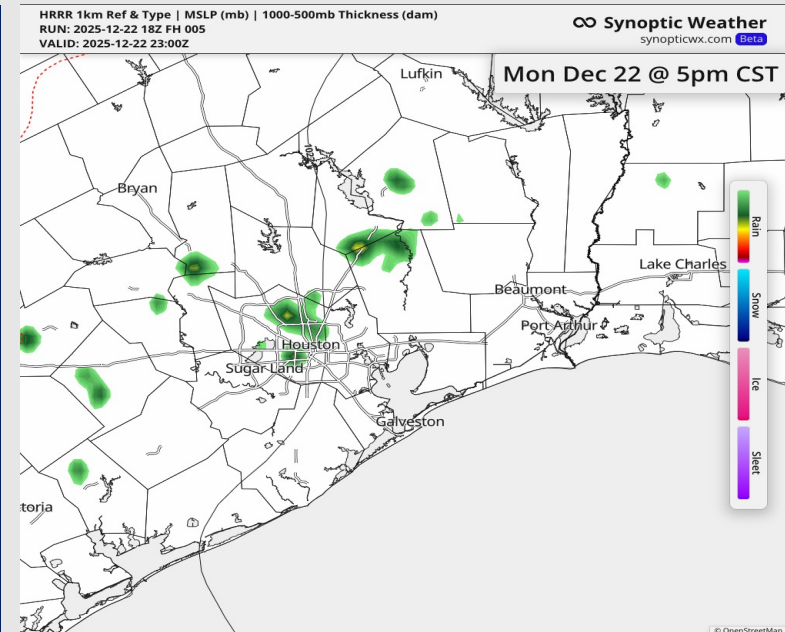 HRRR 1km Ref & Type | MSLP (mb) | 1000-500mb Thickness (dam)
RUN: 2025-12-22 18Z FH 005
VALID: 2025-12-22 23:00Z
Synoptic Weather
synopticwx.com Beta
Mon Dec 22 @ 5pm CST
Lufkin
Bryan
Rain
Lake Charles
Snow
Beaumont
Port Arthur
Houston
Sugar Land
Ice
Galveston
Sleet
toria
© OpenStreetMap